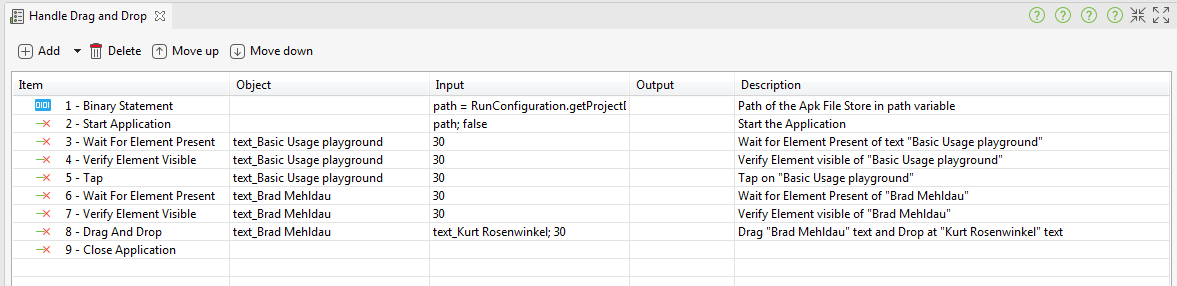 Handle Drag and Drop
Add Delete Move up Move down
Item Object Input Output Description
1 - Binary Statement path = RunConfiguration.getProject Path of the Apk File Store in path variable
2 - Start Application path; false Start the Application
3 - Wait For Element Present text_Basic Usage playground 30 Wait for Element Present of text "Basic Usage playground"
4 - Verify Element Visible text_Basic Usage playground 30 Verify Element visible of "Basic Usage playground"
5 - Tap text_Basic Usage playground 30 Tap on "Basic Usage playground"
6 - Wait For Element Present text_Brad Mehldau 30 Wait for Element Present of "Brad Mehldau"
7 - Verify Element Visible text_Brad Mehldau 30 Verify Element visible of "Brad Mehldau"
8 - Drag And Drop text_Brad Mehldau text_Kurt Rosenwinkel; 30 Drag "Brad Mehldau" text and Drop at "Kurt Rosenwinkel" text
9 - Close Application